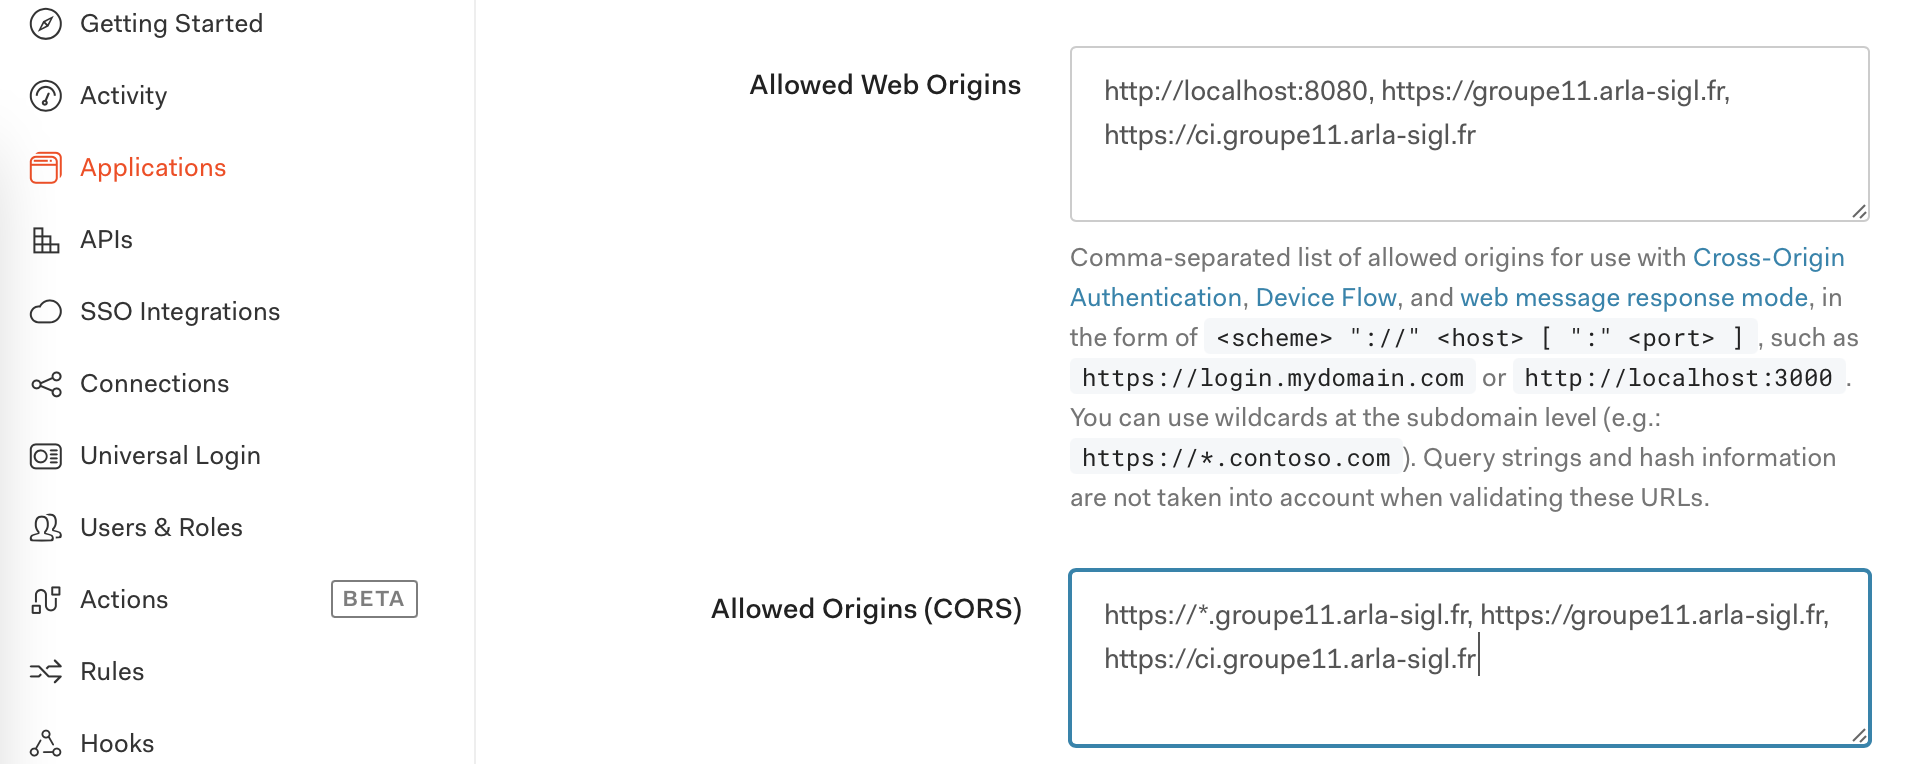 Getting Started
Activity
Applications
APIs
SSO Integrations
Connections
Universal Login
Users & Roles
Actions
BETA
Rules
Hooks
Allowed Web Origins
http://localhost:8080, https://groupe11.arla-sigl.fr,
https://ci.groupe11.arla-sigl.fr
Comma-separated list of allowed origins for use with Cross-Origin
Authentication, Device Flow, and web message response mode, in
the form of <scheme> "://" <host> [ ":" <port> ], such as
https://login.mydomain.com or http://localhost:3000.
You can use wildcards at the subdomain level (e.g.:
https://*.contoso.com). Query strings and hash information
are not taken into account when validating these URLs.
Allowed Origins (CORS)
https://*.groupe11.arla-sigl.fr, https://groupe11.arla-sigl.fr,
https://ci.groupe11.arla-sigl.fr